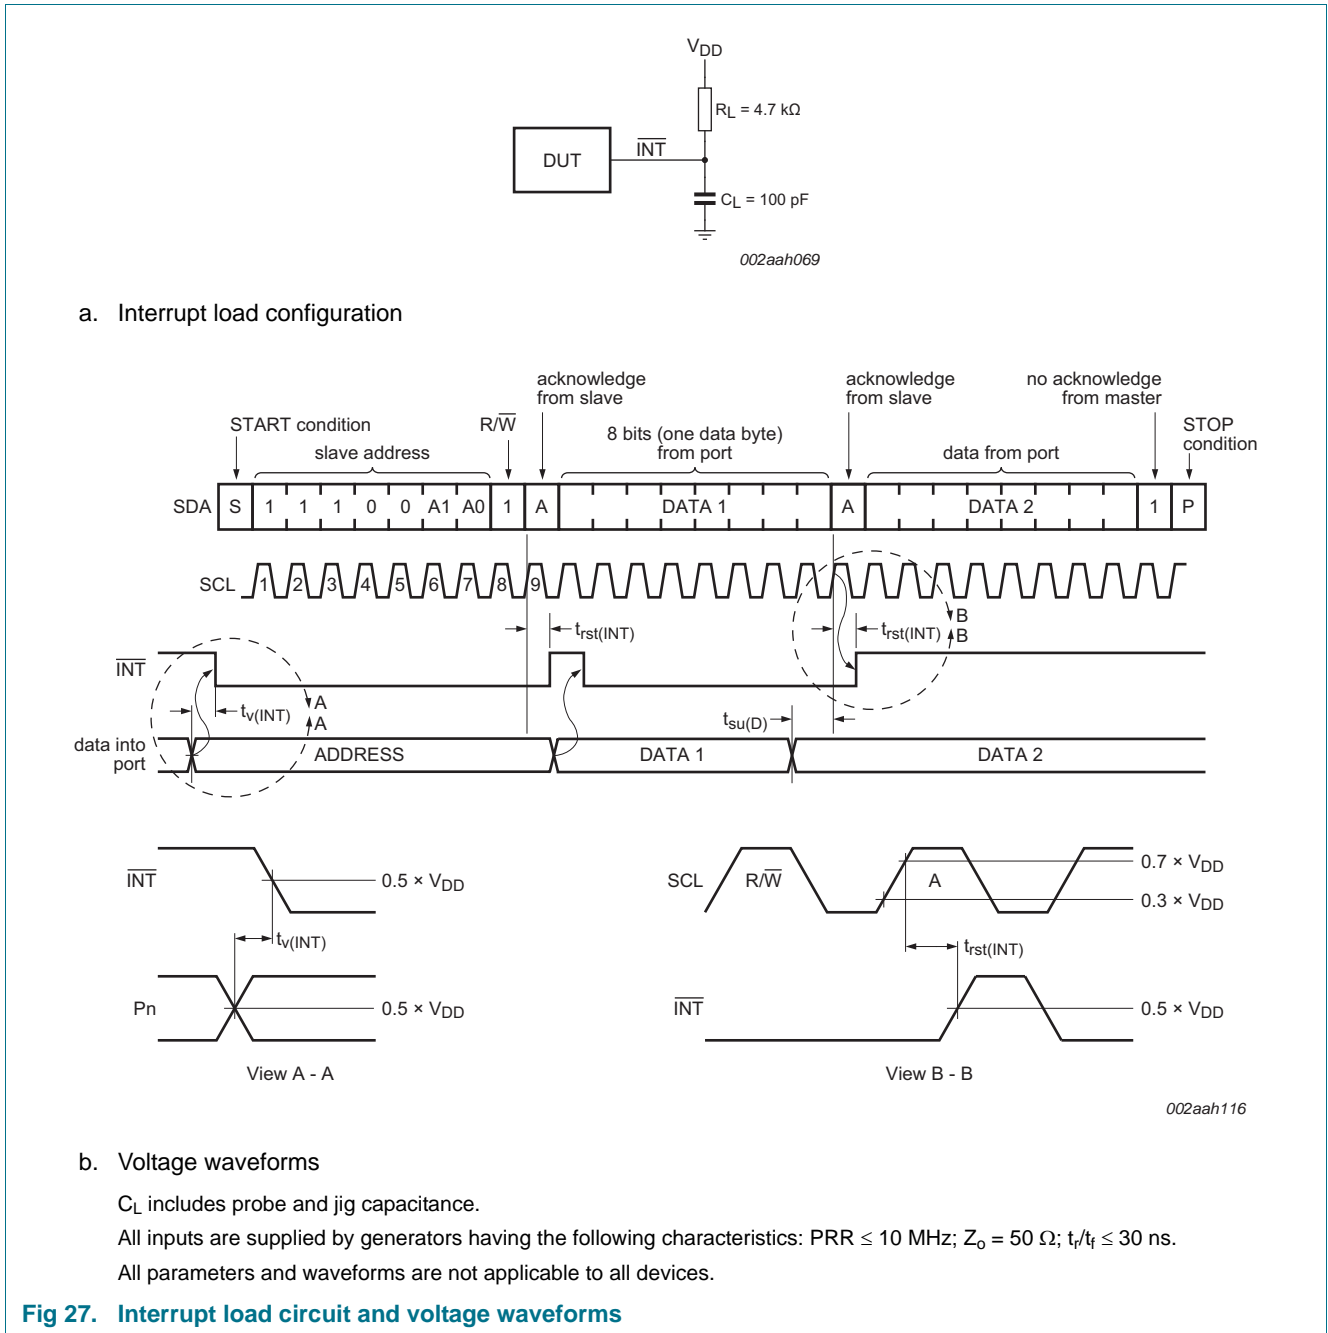 VDD
RL = 4.7 kΩ
DUT
INT
CL = 100 pF
002aah069
a. Interrupt load configuration
acknowledge
from slave
acknowledge
from slave
no acknowledge
from master
START condition
R/W
STOP
condition
slave address
8 bits (one data byte)
from port
data from port
SDA S 1 1 1 0 0 A1 A0 1 A DATA 1 A DATA 2 1 P
SCL 1 2 3 4 5 6 7 8 9
B
B
trst(INT)
trst(INT)
INT
A
A
tv(INT)
tsu(D)
data into
port
ADDRESS
DATA 1
DATA 2
INT
0.5 × VDD
tv(INT)
Pn
0.5 × VDD
View A - A
SCL
R/W
A
0.7 × VDD
0.3 × VDD
trst(INT)
INT
0.5 × VDD
View B - B
002aah116
b. Voltage waveforms
CL includes probe and jig capacitance.
All inputs are supplied by generators having the following characteristics: PRR ≤ 10 MHz; Zo = 50 Ω; tr/tf ≤ 30 ns.
All parameters and waveforms are not applicable to all devices.
Fig 27. Interrupt load circuit and voltage waveforms